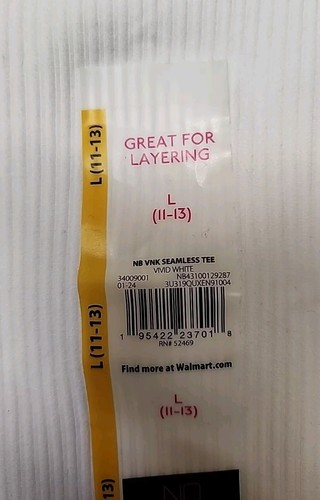 L (11-13)
GREAT FOR
LAYERING
L
(11-13)
NB VNK SEAMLESS TEE
VIVID WHITE
34009001 NB43100129287
01-24 3U319QUXEN91004
1 95422 23701 8
RN# 52469
L (11-13)
Find more at Walmart.com
L
(11-13)
13)